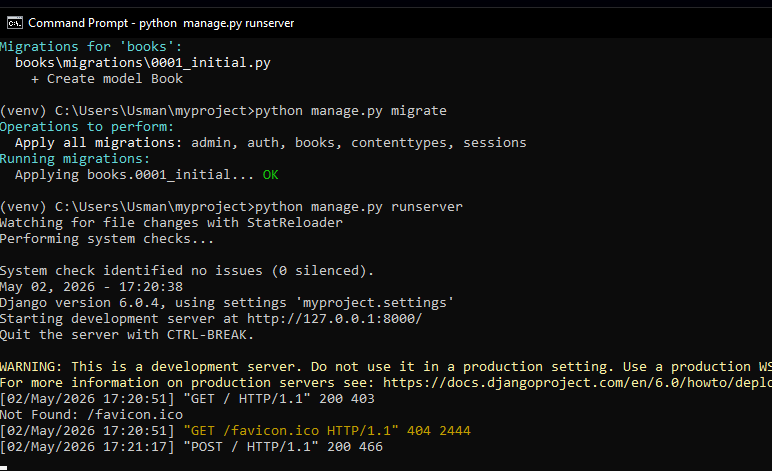 Command Prompt - python  manage.py runserver
Migrations for 'books':
  books\migrations\0001_initial.py
    + Create model Book
(venv) C:\Users\Usman\myproject>python manage.py migrate
Operations to perform:
  Apply all migrations: admin, auth, books, contenttypes, sessions
Running migrations:
  Applying books.0001_initial... OK
(venv) C:\Users\Usman\myproject>python manage.py runserver
Watching for file changes with StatReloader
Performing system checks...
System check identified no issues (0 silenced).
May 02, 2026 - 17:20:38
Django version 6.0.4, using settings 'myproject.settings'
Starting development server at http://127.0.0.1:8000/
Quit the server with CTRL-BREAK.
WARNING: This is a development server. Do not use it in a production setting. Use a production WS
For more information on production servers see: https://docs.djangoproject.com/en/6.0/howto/deplo
[02/May/2026 17:20:51] "GET / HTTP/1.1" 200 403
Not Found: /favicon.ico
[02/May/2026 17:20:51] "GET /favicon.ico HTTP/1.1" 404 2444
[02/May/2026 17:21:17] "POST / HTTP/1.1" 200 466